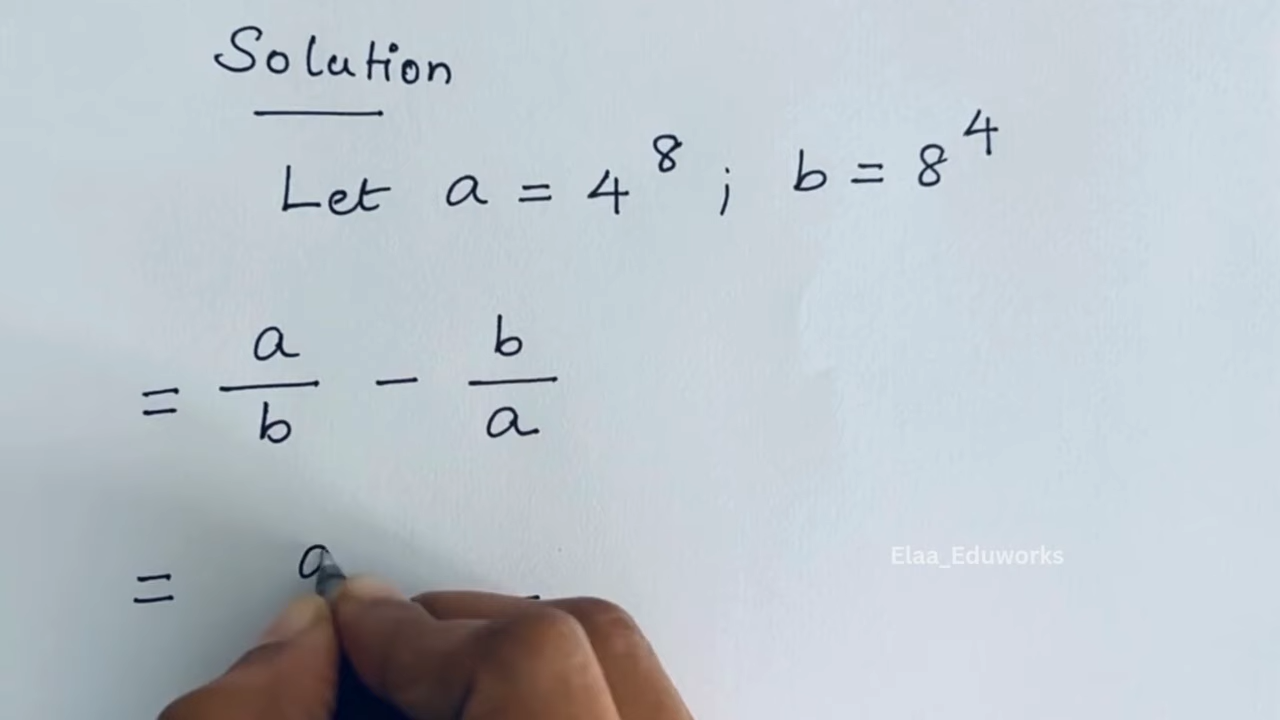 Solution
Let a = 4^8 ; b = 8^4
= a/b - b/a
= a
Elaa_Eduworks